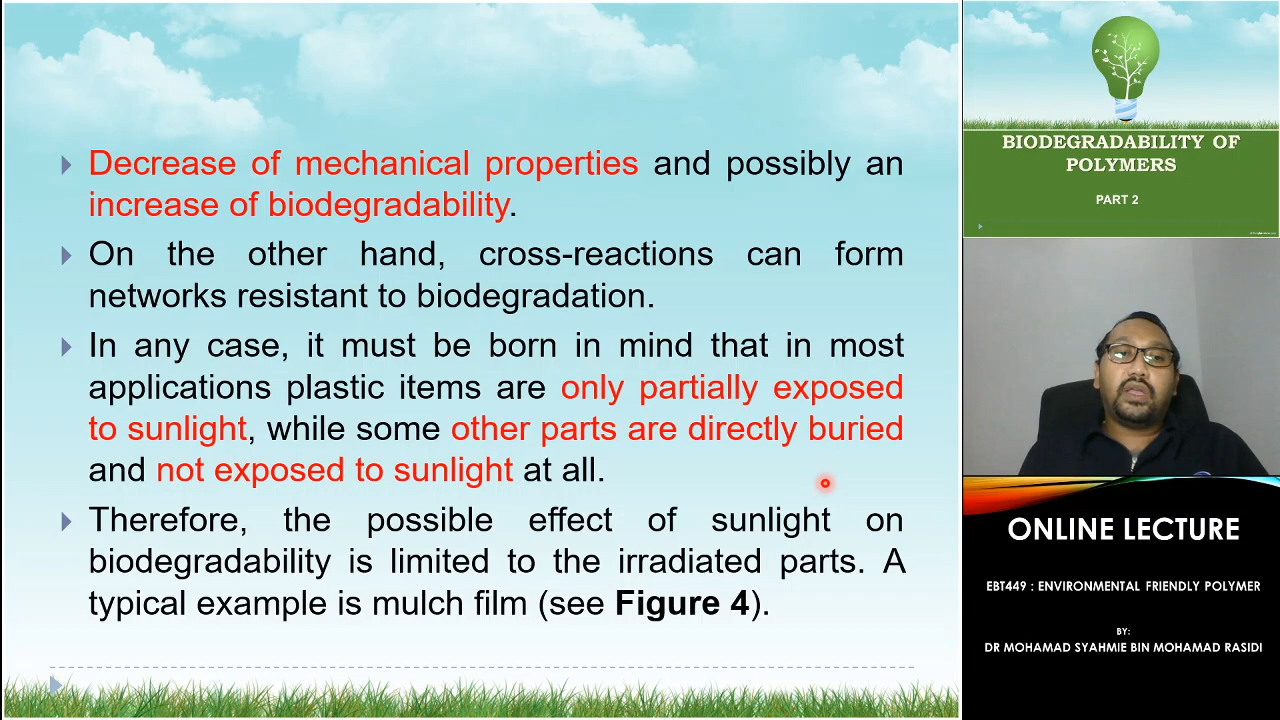 Decrease of mechanical properties and possibly an
increase of biodegradability.
On the other hand, cross-reactions can form
networks resistant to biodegradation.
In any case, it must be born in mind that in most
applications plastic items are only partially exposed
to sunlight, while some other parts are directly buried
and not exposed to sunlight at all.
Therefore, the possible effect of sunlight on
biodegradability is limited to the irradiated parts. A
typical example is mulch film (see Figure 4).
BIODEGRADABILITY OF
POLYMERS
PART 2
ONLINE LECTURE
EBT449 : ENVIRONMENTAL FRIENDLY POLYMER
BY:
DR MOHAMAD SYAHMIE BIN MOHAMAD RASIDI